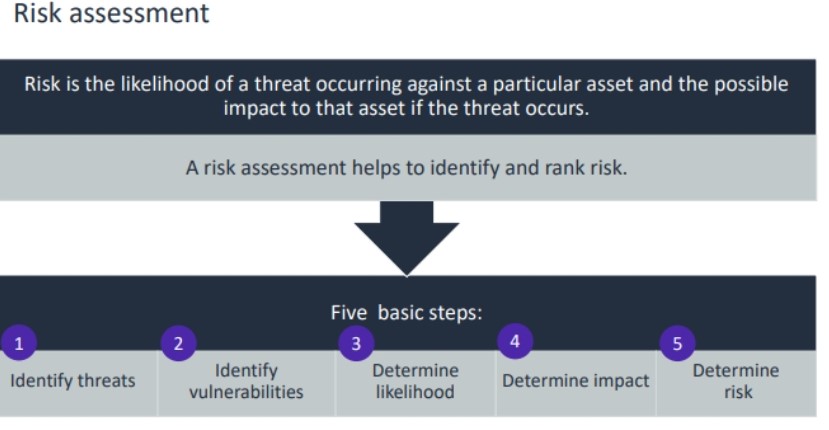 Risk assessment
Risk is the likelihood of a threat occurring against a particular asset and the possible
impact to that asset if the threat occurs.
A risk assessment helps to identify and rank risk.
Five basic steps:
1
Identify threats
2
Identify
vulnerabilities
3
Determine
likelihood
4
Determine impact
5
Determine
risk